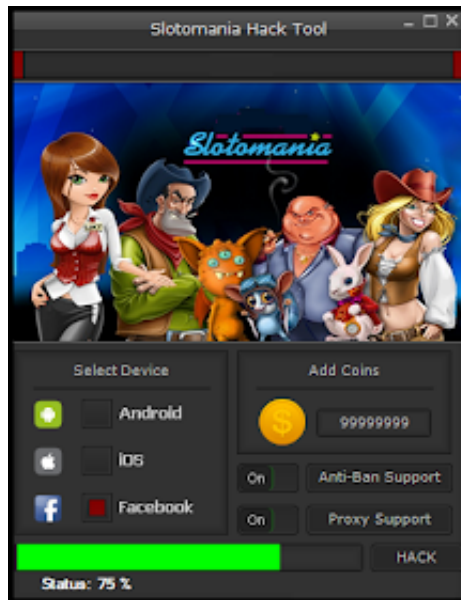 Slotomania Hack Tool
Slotomania
Select Device
Android
iOS
Facebook
Add Coins
99999999
On
Anti-Ban Support
On
Proxy Support
HACK
Status: 75 %